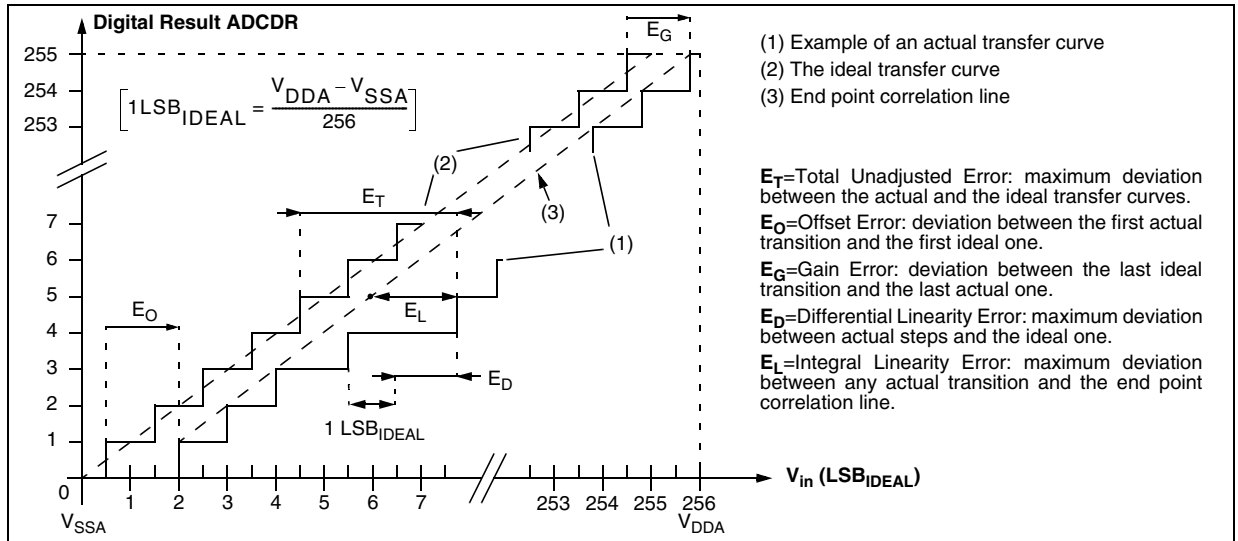 Digital Result ADCDR
E_G
(1) Example of an actual transfer curve
(2) The ideal transfer curve
(3) End point correlation line
255
254
253
[1LSB_IDEAL = (V_DDA – V_SSA) / 256]
(2)
E_T
(3)
(1)
7
6
5
4
3
2
1
E_O
E_L
E_D
1 LSB_IDEAL
E_T=Total Unadjusted Error: maximum deviation
between the actual and the ideal transfer curves.
E_O=Offset Error: deviation between the first actual
transition and the first ideal one.
E_G=Gain Error: deviation between the last ideal
transition and the last actual one.
E_D=Differential Linearity Error: maximum deviation
between actual steps and the ideal one.
E_L=Integral Linearity Error: maximum deviation
between any actual transition and the end point
correlation line.
V_in (LSB_IDEAL)
0
1 2 3 4 5 6 7 253 254 255 256
V_SSA V_DDA